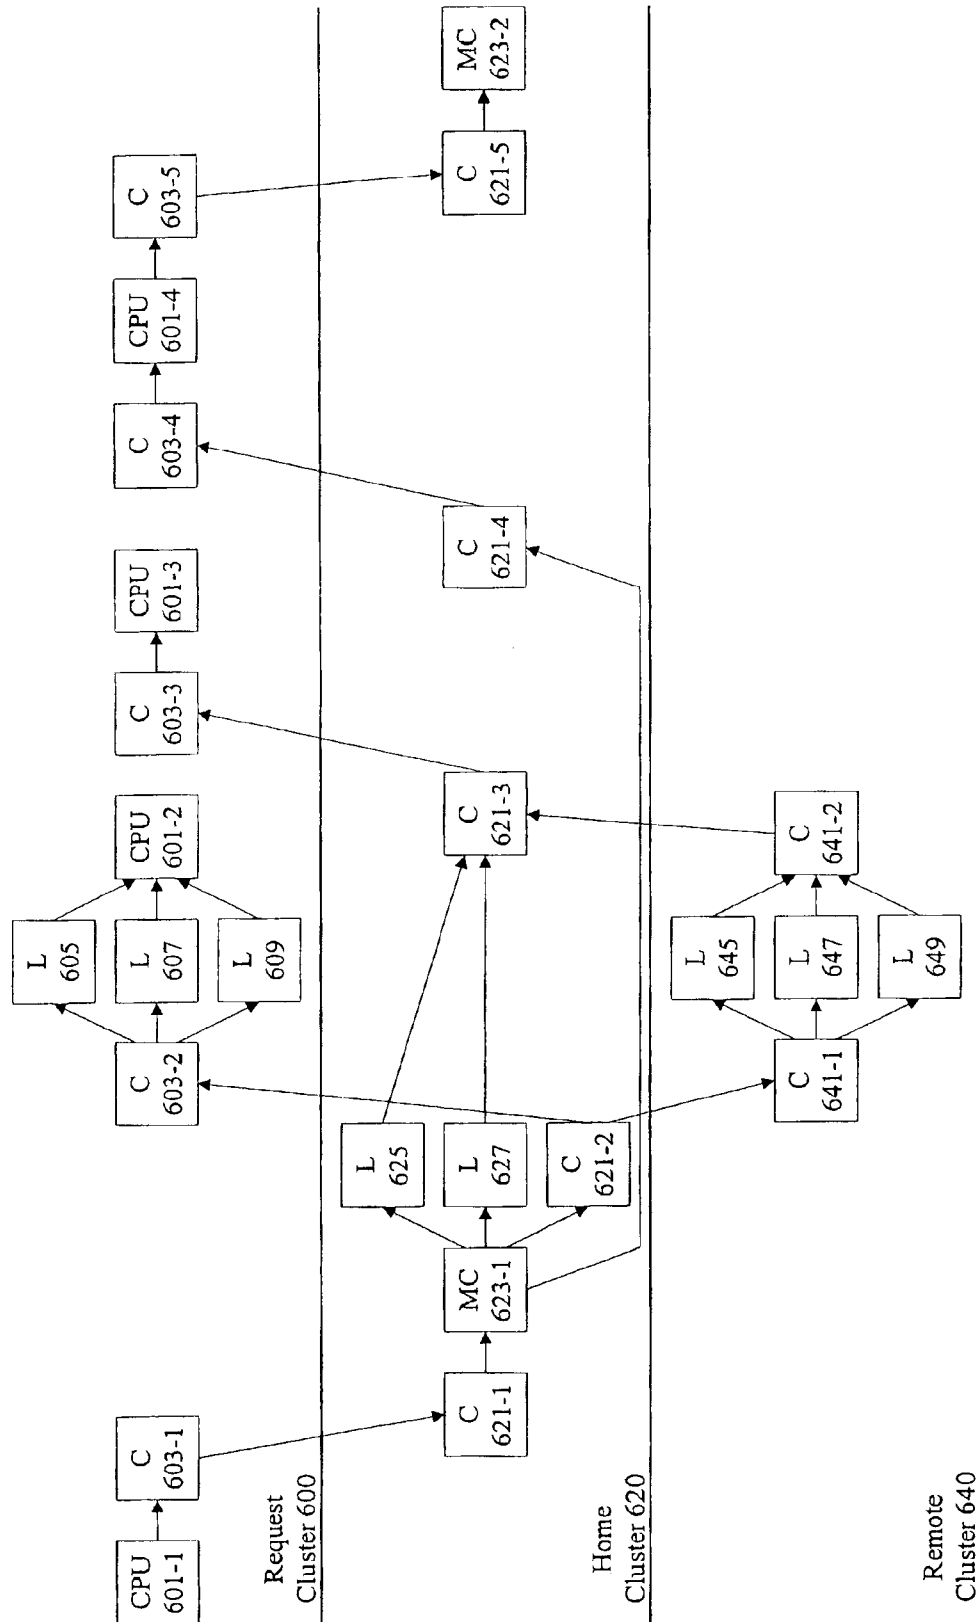 CPU
601-1
C
603-1
C
603-2
L
605
L
607
L
609
CPU
601-2
C
603-3
CPU
601-3
C
603-4
CPU
601-4
C
603-5
Request
Cluster 600
C
621-1
MC
623-1
L
625
L
627
C
621-2
C
621-3
C
621-4
C
621-5
MC
623-2
Home
Cluster 620
C
641-1
L
645
L
647
L
649
C
641-2
Remote
Cluster 640